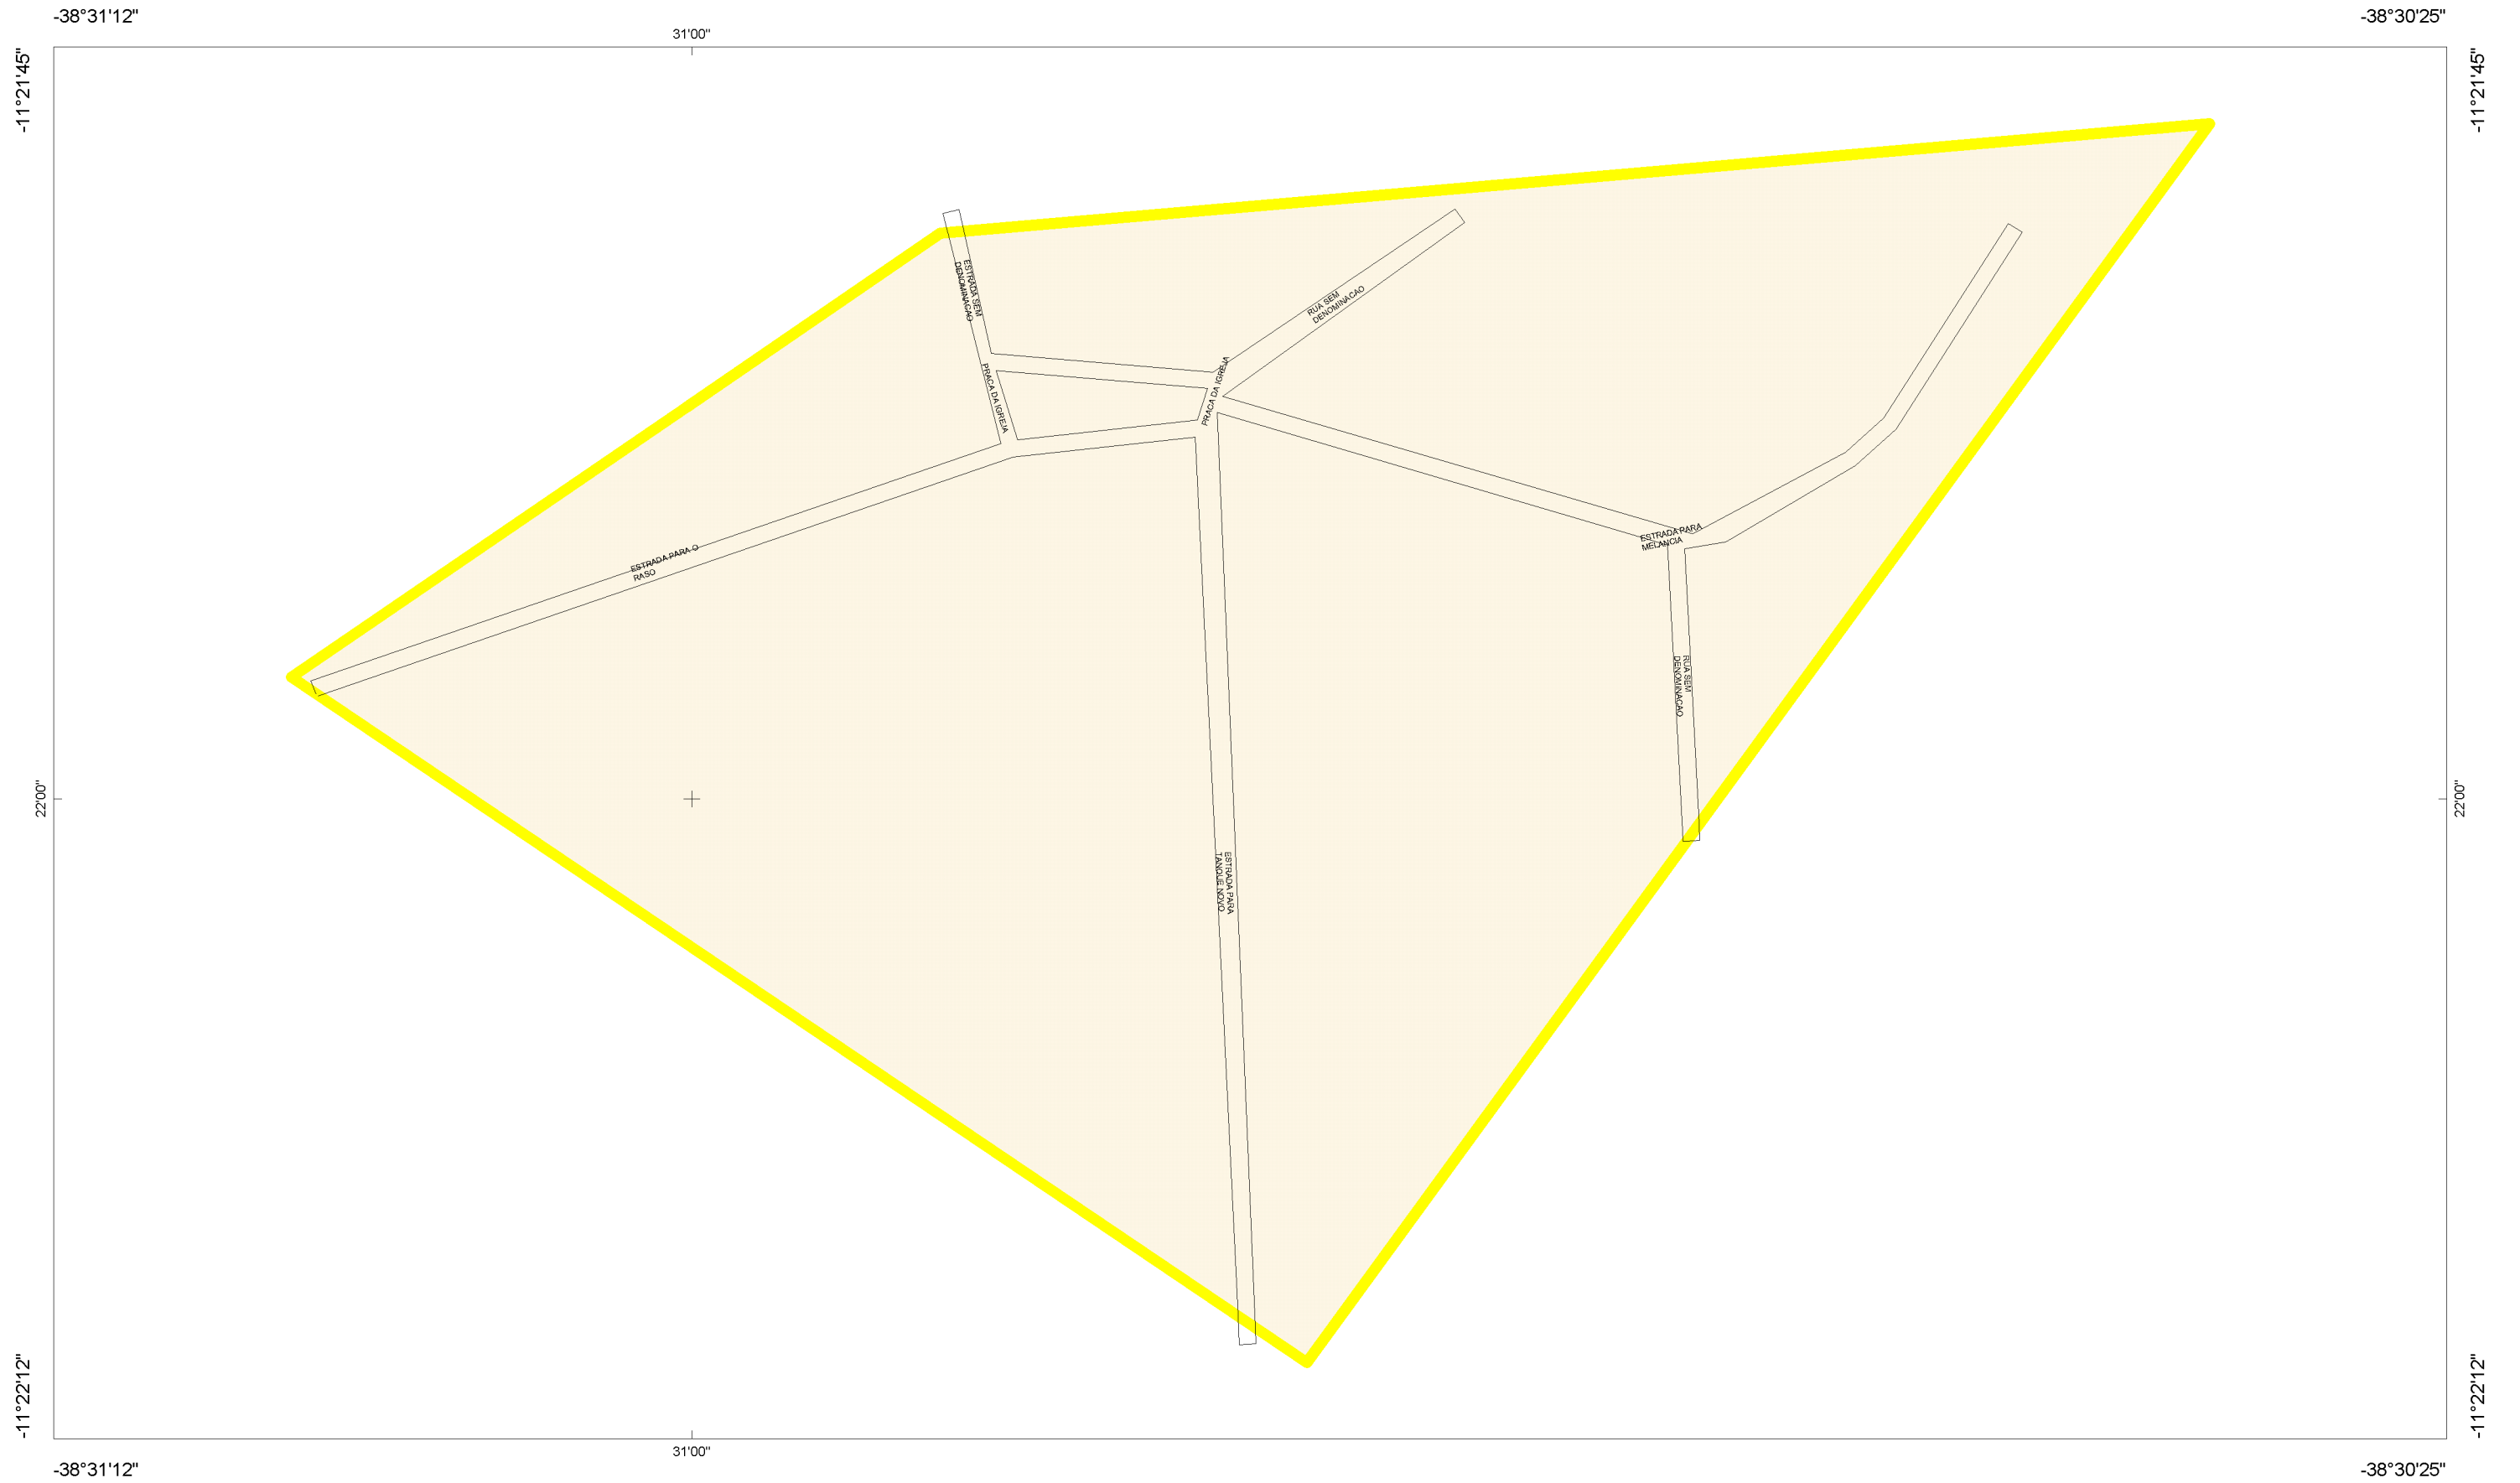 -38°31'12"
-38°30'25"
31'00"
-11°21'45"
-11°21'45"
ESTRADA SEM
DENOMINACAO
RUA SEM
DENOMINACAO
PRACA DA IGREJA
PRACA DA IGREJA
ESTRADA PARA O
RASO
ESTRADA PARA
MELANCIA
RUA SEM
DENOMINACAO
22'00"
22'00"
ESTRADA PARA
TANQUE NOVO
-11°22'12"
-11°22'12"
31'00"
-38°31'12"
-38°30'25"